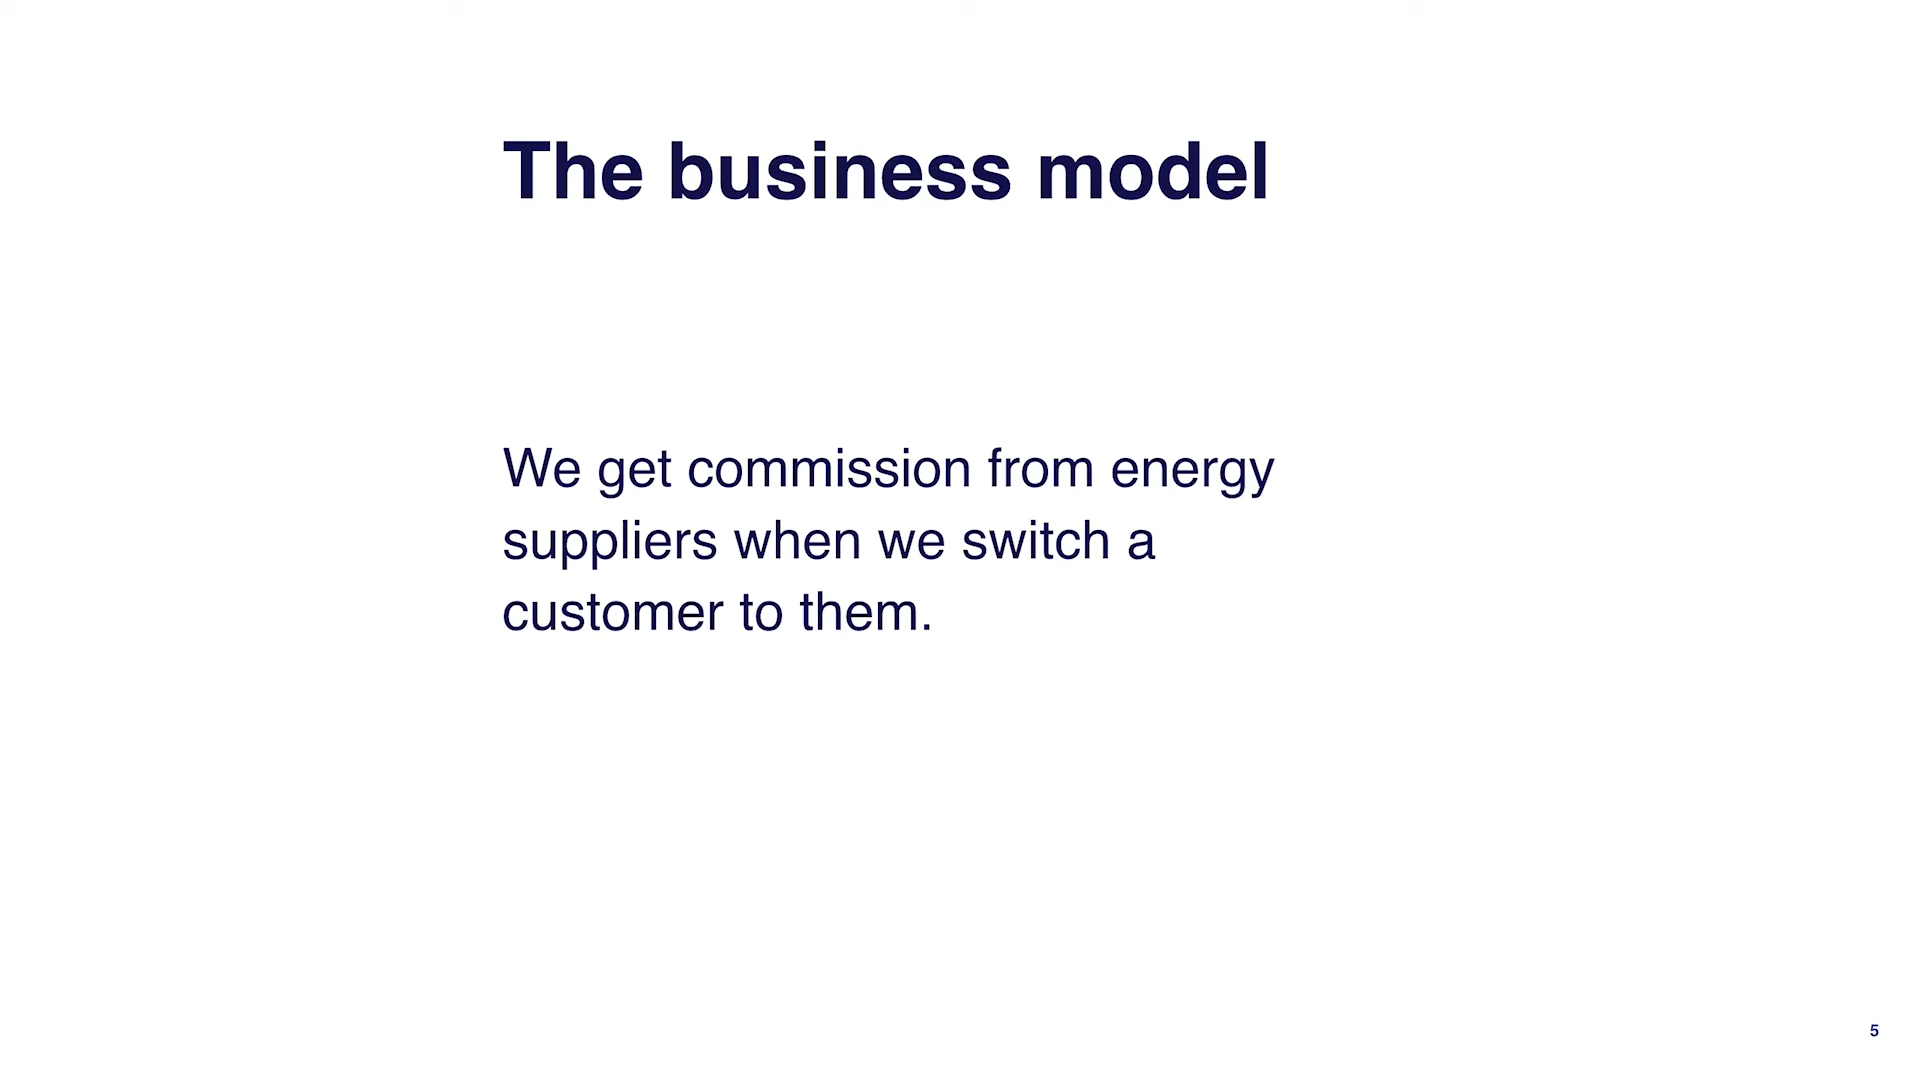 The business model
We get commission from energy
suppliers when we switch a
customer to them.
5